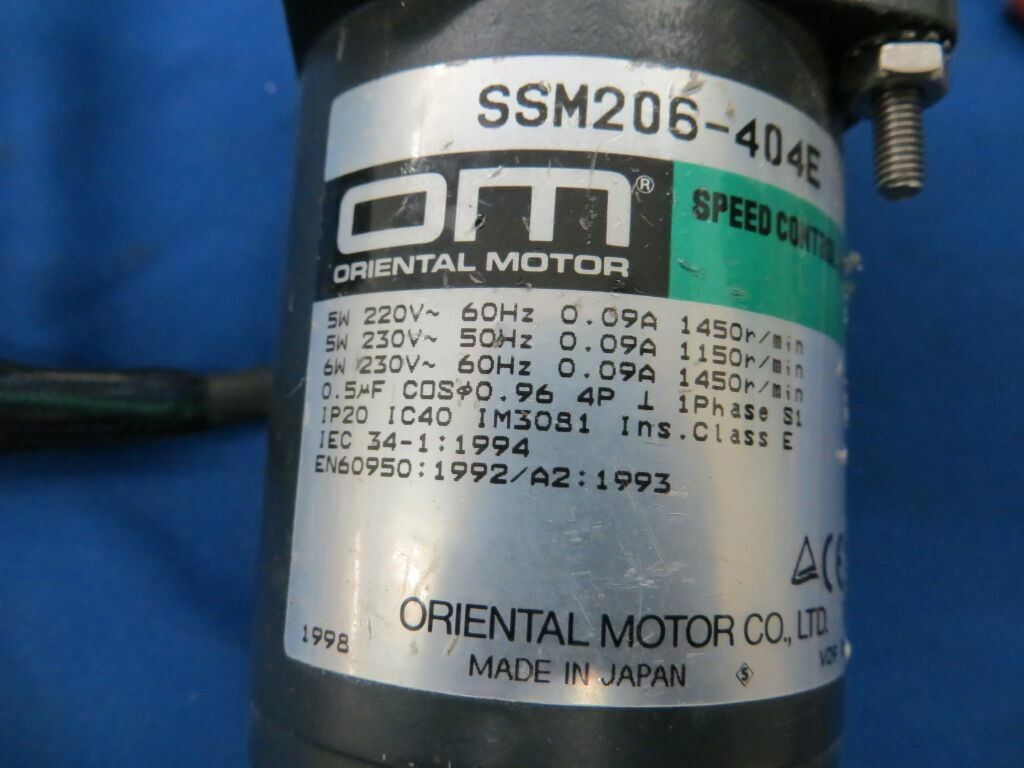 SSM206-404E
OM®
ORIENTAL MOTOR
SPEED CONTROL
5W 220V~ 60Hz 0.09A 1450r/min
5W 230V~ 50Hz 0.09A 1150r/min
6W 230V~ 60Hz 0.09A 1450r/min
0.5μF COSφ0.96 4P ⊥ 1Phase S1
IP20 IC40 IM3081 Ins.Class E
IEC 34-1:1994
EN60950:1992/A2:1993
CE
ORIENTAL MOTOR CO., LTD.
1998
MADE IN JAPAN
S